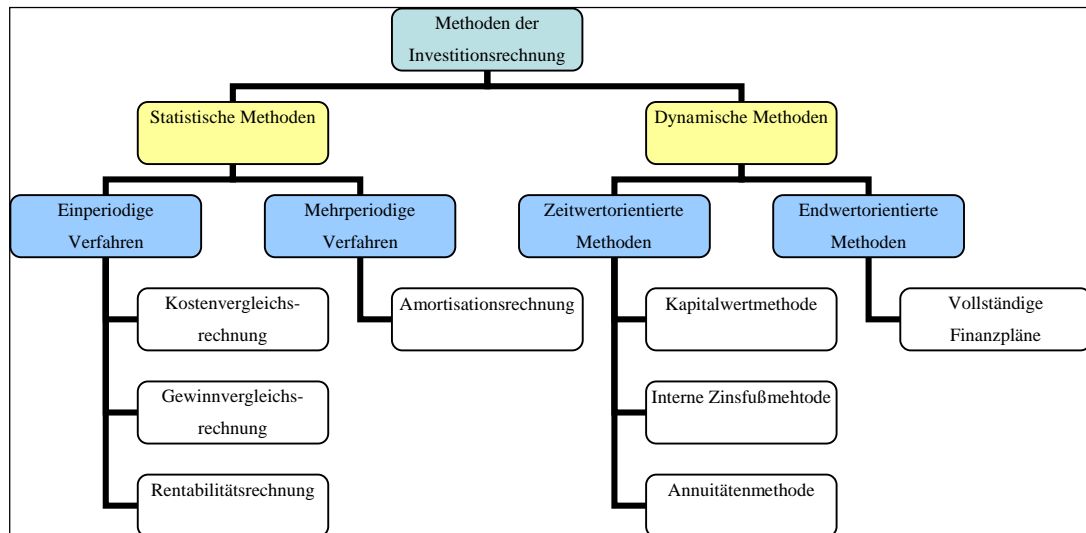 Methoden der
Investitionsrechnung
Statistische Methoden
Dynamische Methoden
Einperiodige
Verfahren
Mehrperiodige
Verfahren
Zeitwertorientierte
Methoden
Endwertorientierte
Methoden
Kostenvergleichs-
rechnung
Amortisationsrechnung
Kapitalwertmethode
Vollständige
Finanzpläne
Gewinnvergleichs-
rechnung
Interne Zinsfußmehtode
Rentabilitätsrechnung
Annuitätenmethode